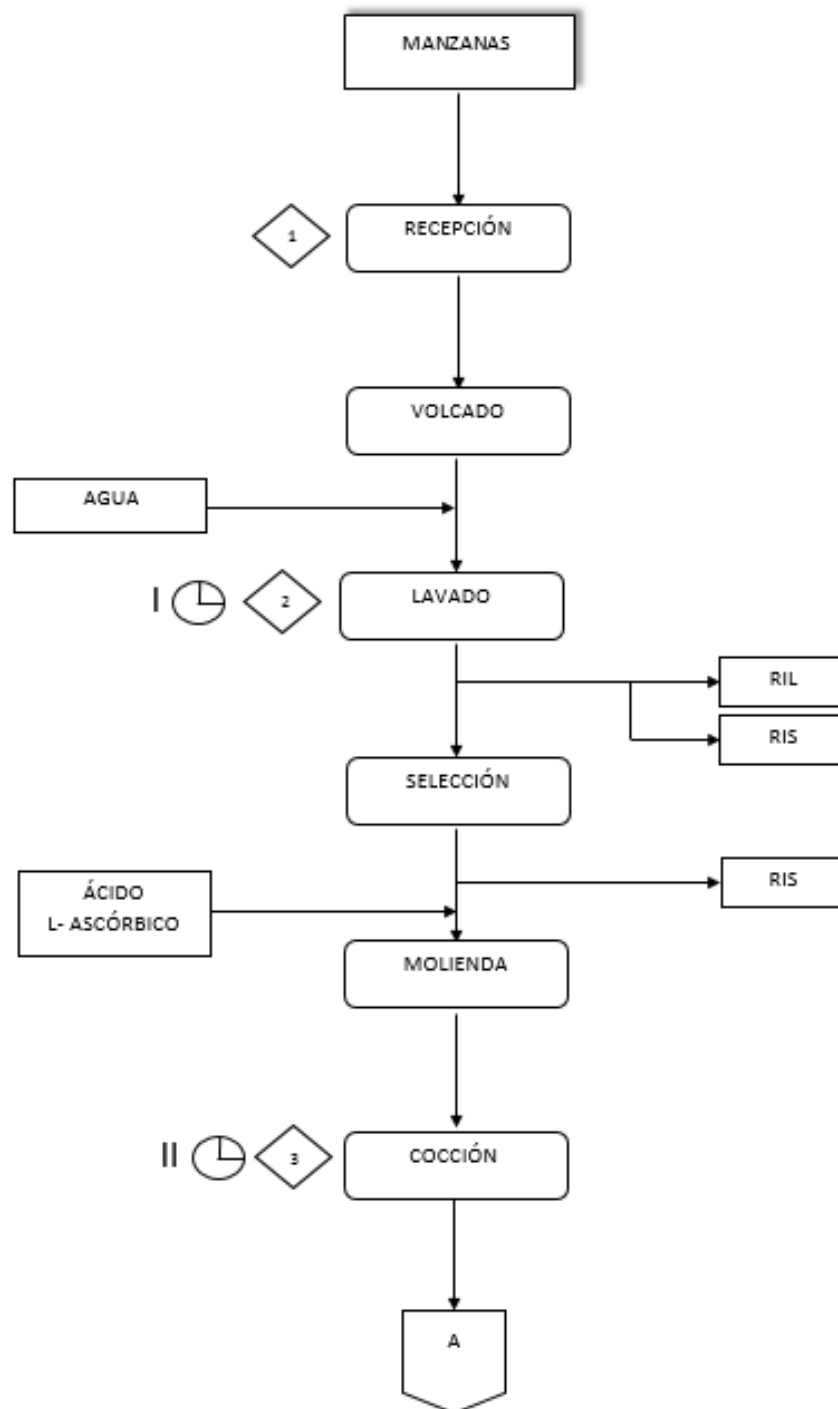 MANZANAS
1
RECEPCIÓN
VOLCADO
AGUA
I
2
LAVADO
RIL
RIS
SELECCIÓN
RIS
ÁCIDO
L- ASCÓRBICO
MOLIENDA
II
3
COCCIÓN
A